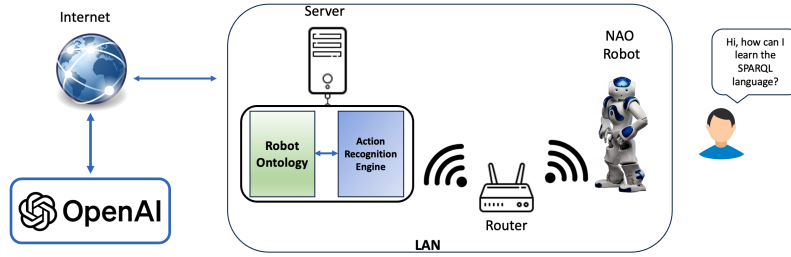 Internet
Server
NAO
Robot
Hi, how can I
learn the
SPARQL
language?
Robot
Ontology
Action
Recognition
Engine
OpenAI
Router
LAN